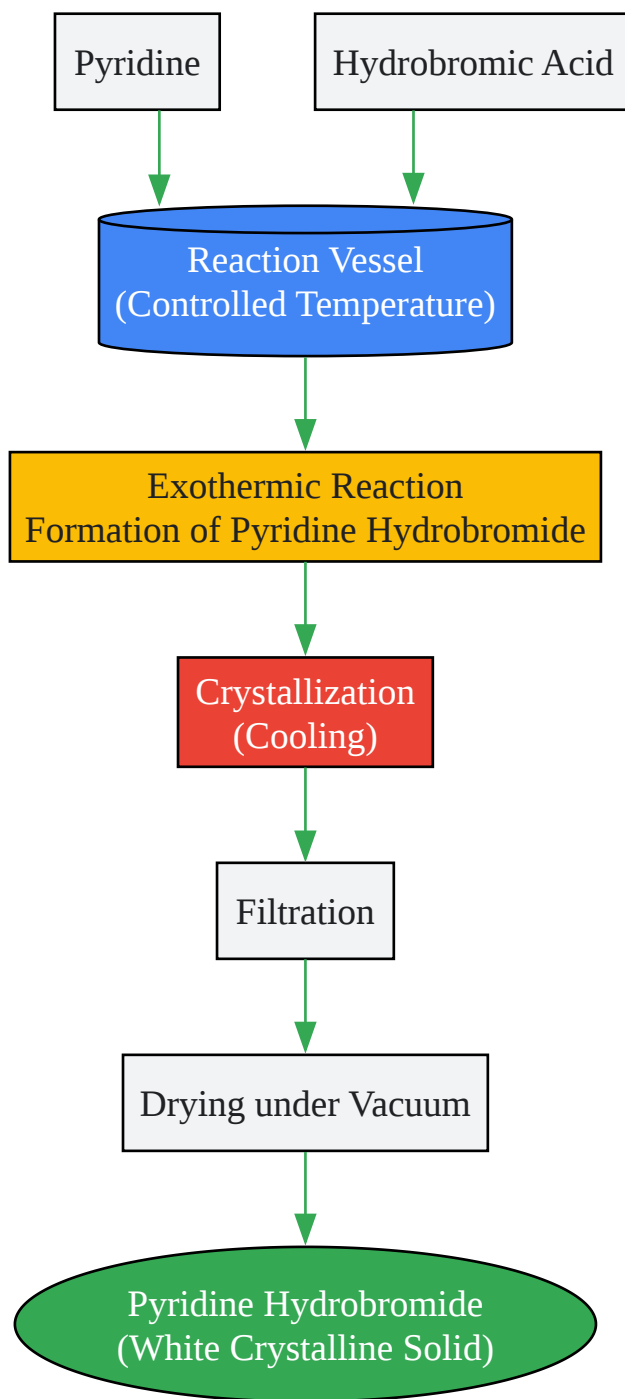 Pyridine
Hydrobromic Acid
Reaction Vessel
(Controlled Temperature)
Exothermic Reaction
Formation of Pyridine Hydrobromide
Crystallization
(Cooling)
Filtration
Drying under Vacuum
Pyridine Hydrobromide
(White Crystalline Solid)